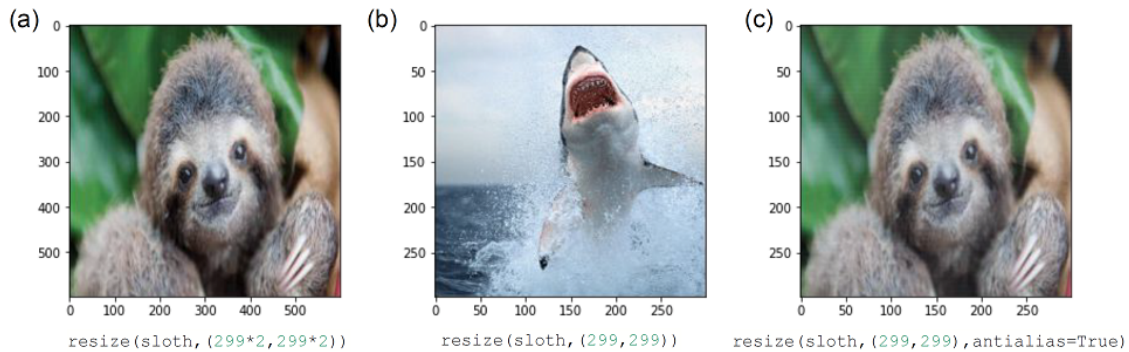 (a) (b) (c)
0 0 0
100 50 50
200 100 100
300 150 150
400 200 200
500 250 250
0 100 200 300 400 500 0 50 100 150 200 250 0 50 100 150 200 250
resize(sloth,(299*2,299*2)) resize(sloth,(299,299)) resize(sloth,(299,299),antialias=True)